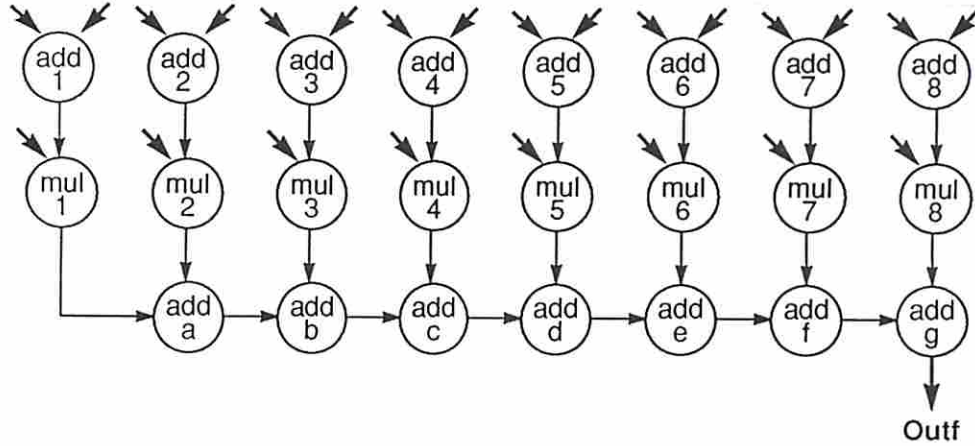 add 1
add 2
add 3
add 4
add 5
add 6
add 7
add 8
mul 1
mul 2
mul 3
mul 4
mul 5
mul 6
mul 7
mul 8
add a
add b
add c
add d
add e
add f
add g
Outf